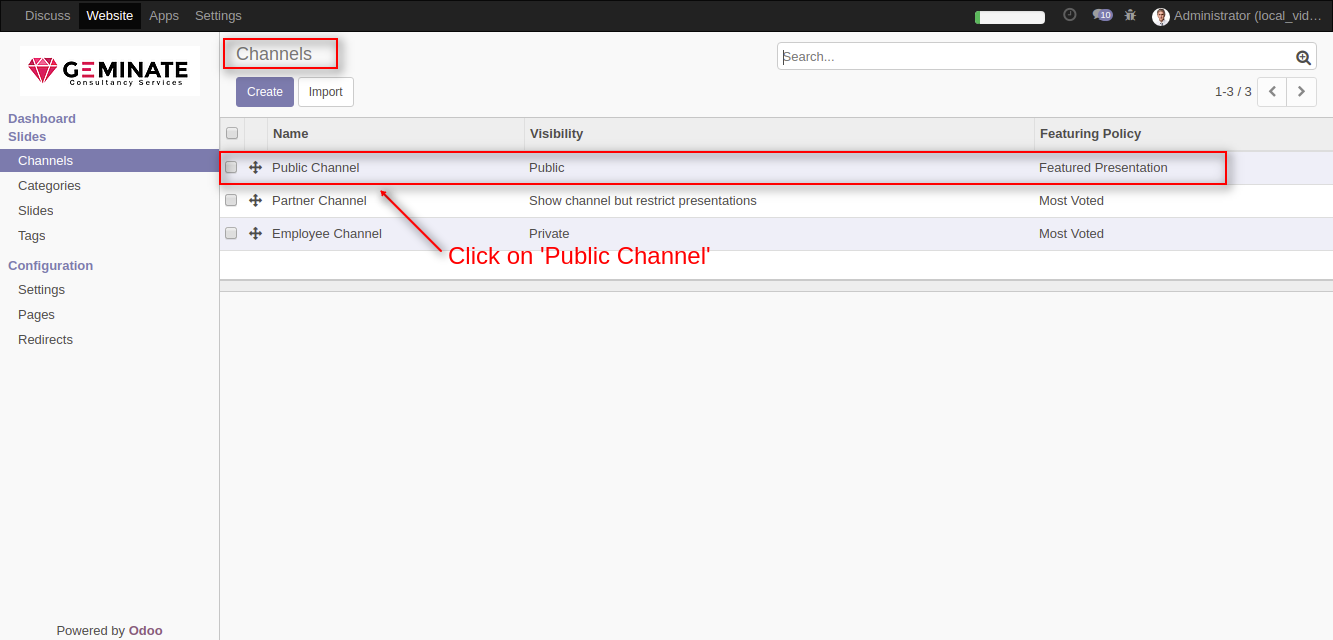 Discuss Website Apps Settings 10 Administrator (local_vid...
GEMINATE
Consultancy Services
Dashboard
Slides
Channels
Categories
Slides
Tags
Configuration
Settings
Pages
Redirects
Powered by Odoo
Channels
Search...
Create Import
1-3 / 3
Name Visibility Featuring Policy
Public Channel Public Featured Presentation
Partner Channel Show channel but restrict presentations Most Voted
Employee Channel Private Most Voted
Click on 'Public Channel'